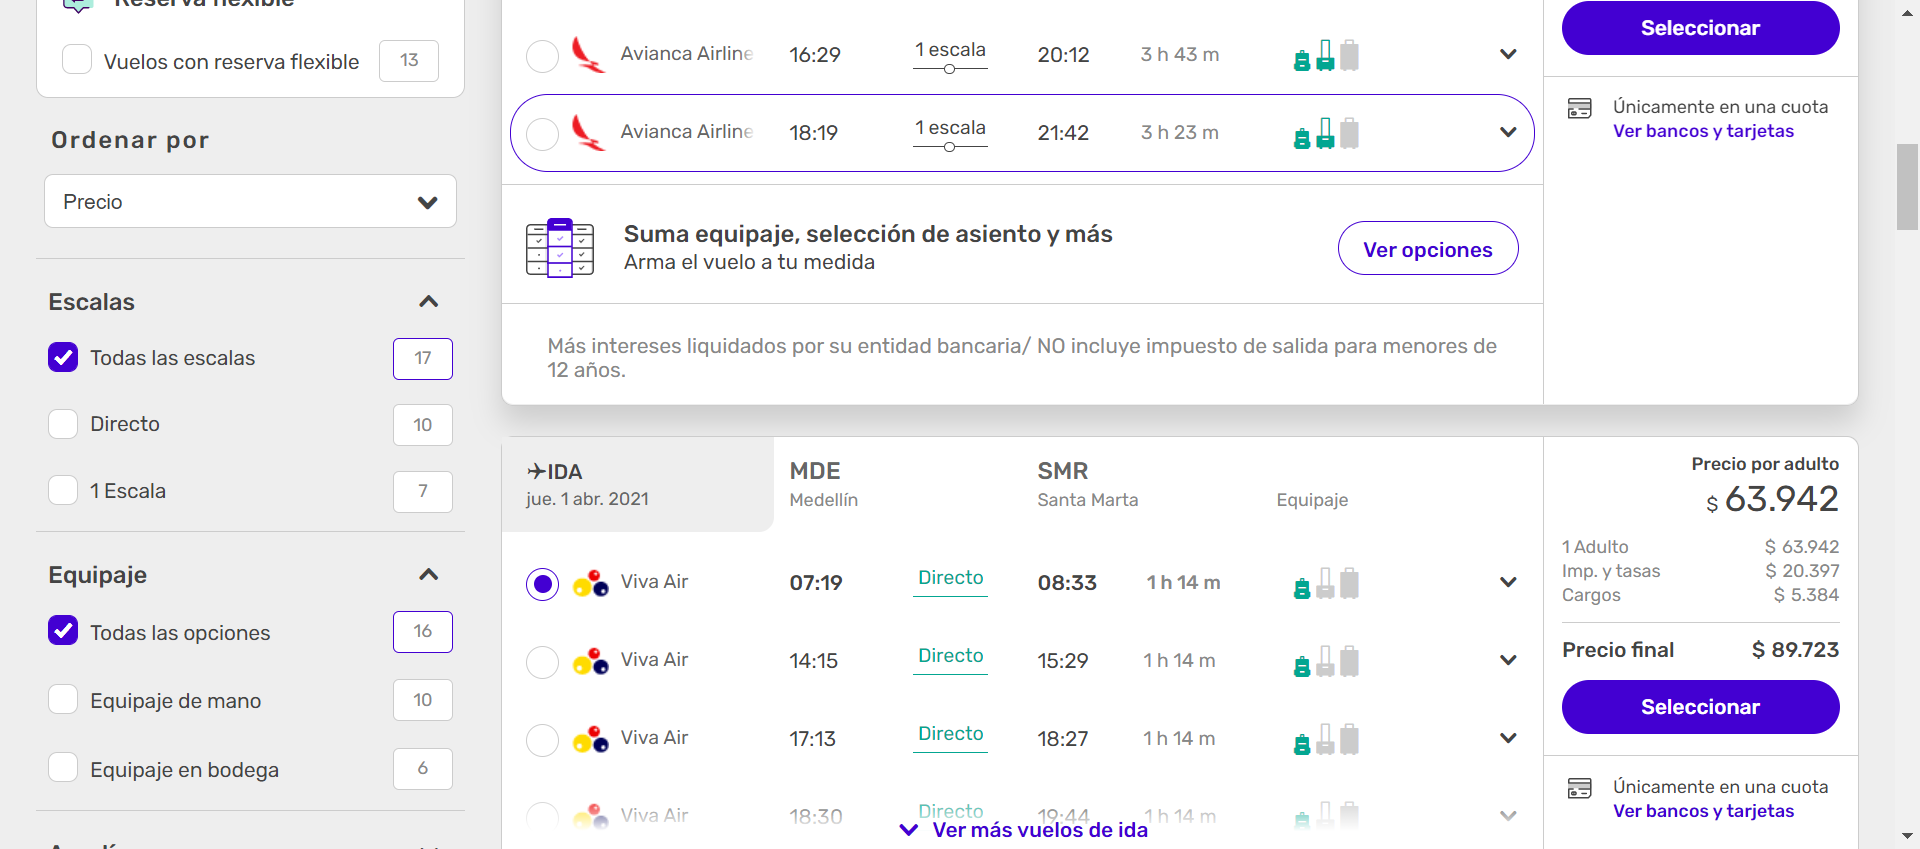 Reserva flexible
Vuelos con reserva flexible 13
Ordenar por
Precio
Escalas
Todas las escalas 17
Directo 10
1 Escala 7
Equipaje
Todas las opciones 16
Equipaje de mano 10
Equipaje en bodega 6
Avianca Airline 16:29 1 escala 20:12 3 h 43 m
Avianca Airline 18:19 1 escala 21:42 3 h 23 m
Suma equipaje, selección de asiento y más
Arma el vuelo a tu medida
Ver opciones
Más intereses liquidados por su entidad bancaria/ NO incluye impuesto de salida para menores de
12 años.
Seleccionar
Únicamente en una cuota
Ver bancos y tarjetas
IDA MDE SMR
jue. 1 abr. 2021 Medellín Santa Marta Equipaje
Viva Air 07:19 Directo 08:33 1 h 14 m
Viva Air 14:15 Directo 15:29 1 h 14 m
Viva Air 17:13 Directo 18:27 1 h 14 m
Viva Air 18:30 Directo 19:44 1 h 14 m
Ver más vuelos de ida
Precio por adulto
$ 63.942
1 Adulto $ 63.942
Imp. y tasas $ 20.397
Cargos $ 5.384
Precio final $ 89.723
Seleccionar
Únicamente en una cuota
Ver bancos y tarjetas